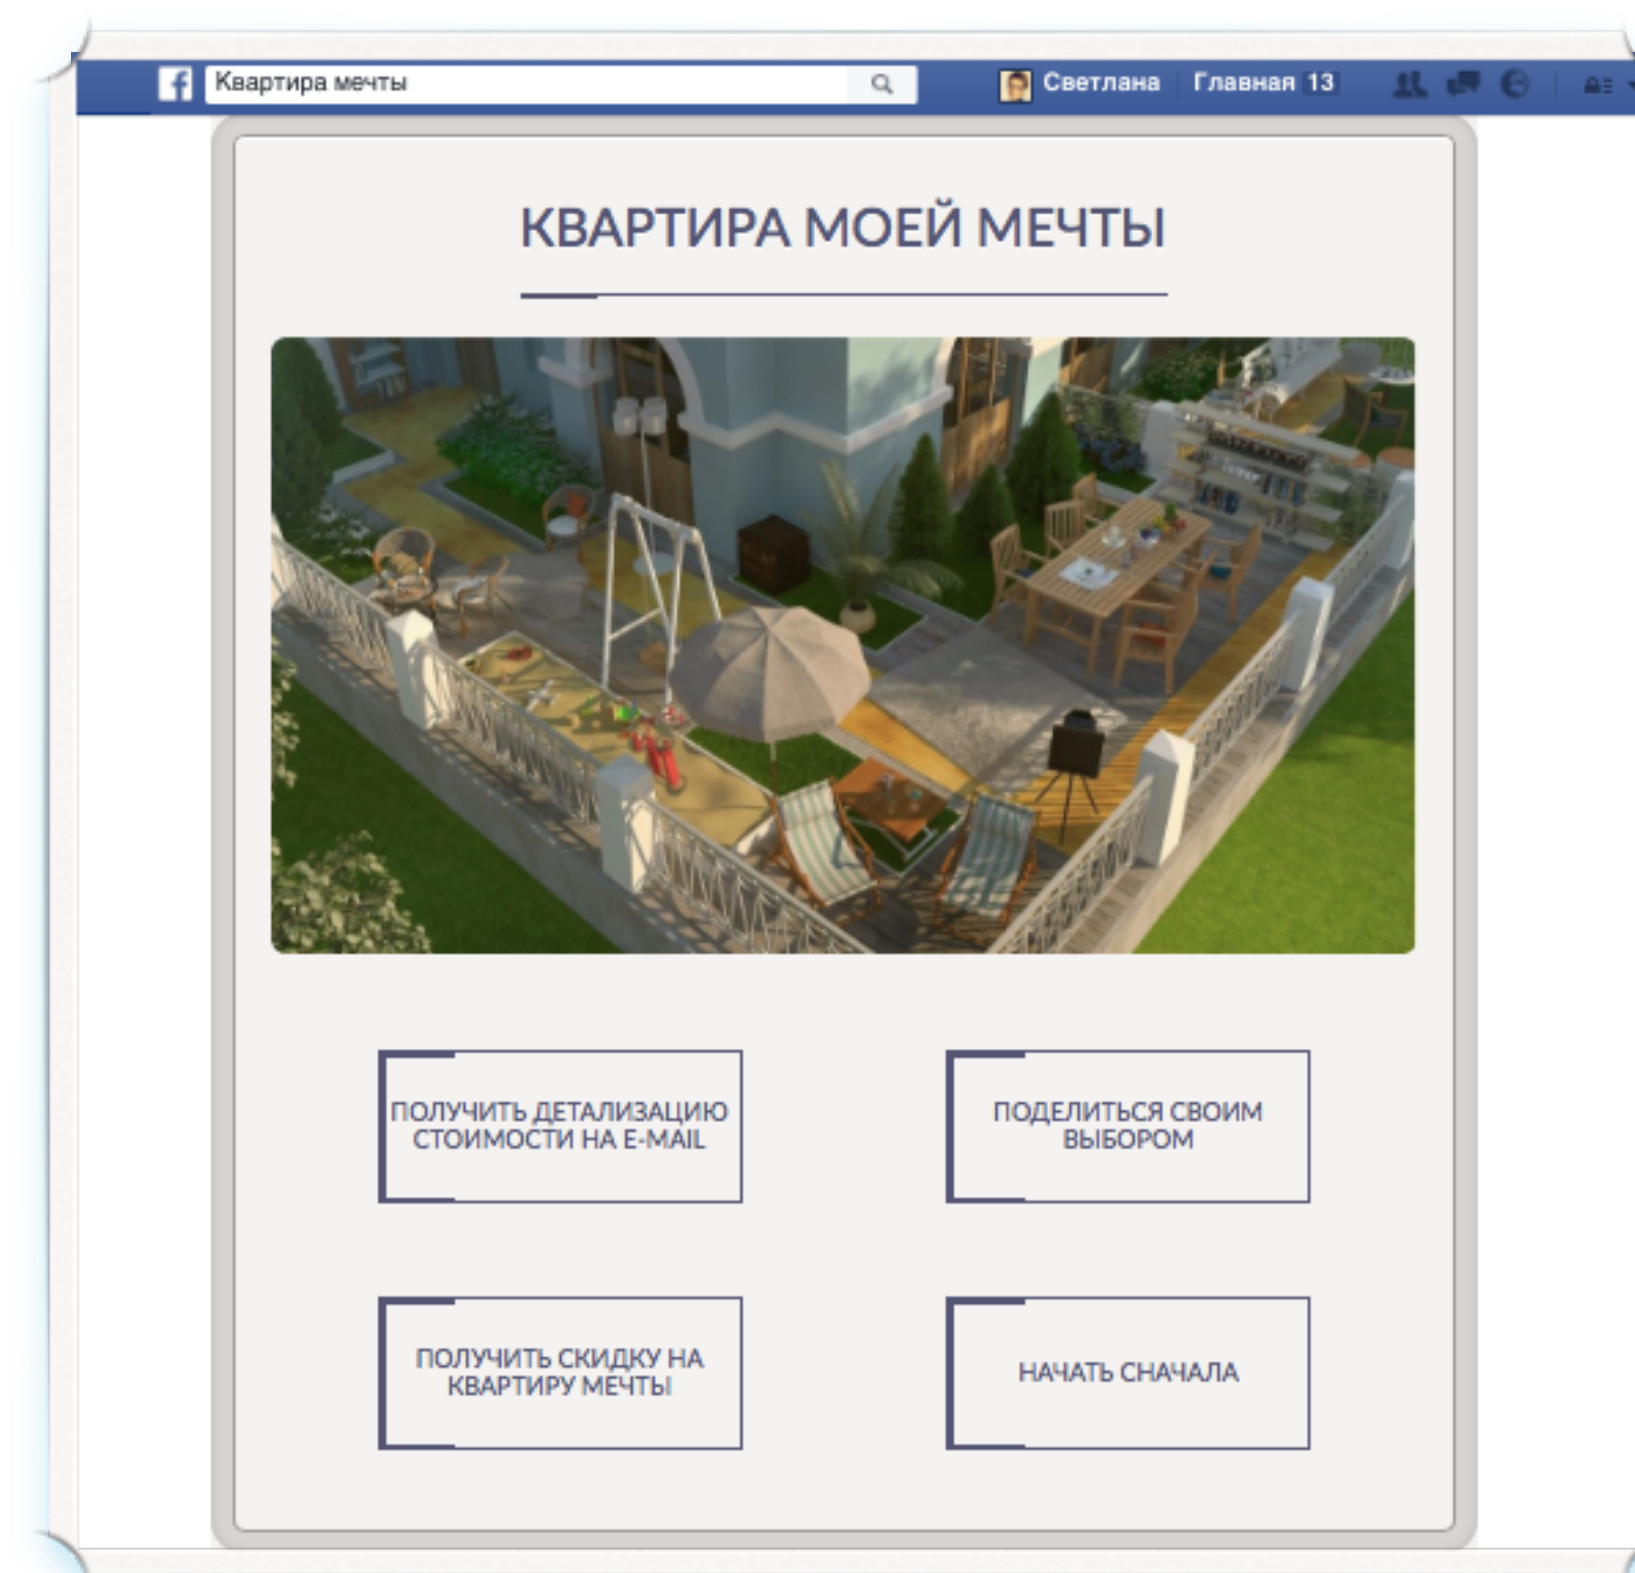 f Квартира мечты Светлана Главная 13
КВАРТИРА МОЕЙ МЕЧТЫ
ПОЛУЧИТЬ ДЕТАЛИЗАЦИЮ
СТОИМОСТИ НА E-MAIL
ПОДЕЛИТЬСЯ СВОИМ
ВЫБОРОМ
ПОЛУЧИТЬ СКИДКУ НА
КВАРТИРУ МЕЧТЫ
НАЧАТЬ СНАЧАЛА